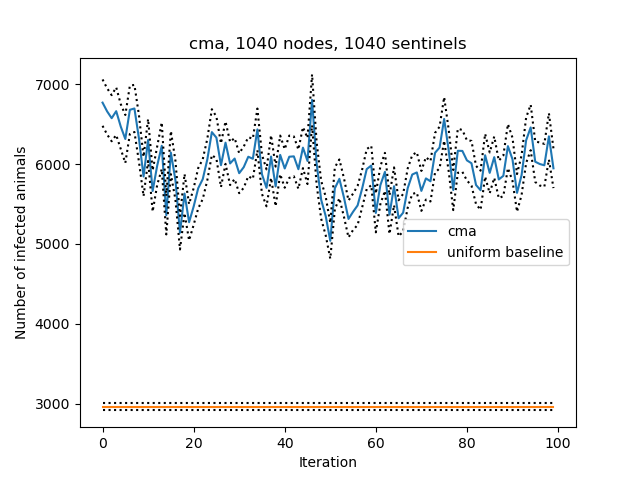 cma, 1040 nodes, 1040 sentinels
Number of infected animals
7000
6000
5000
4000
3000
cma
uniform baseline
0
20
40
60
80
100
Iteration